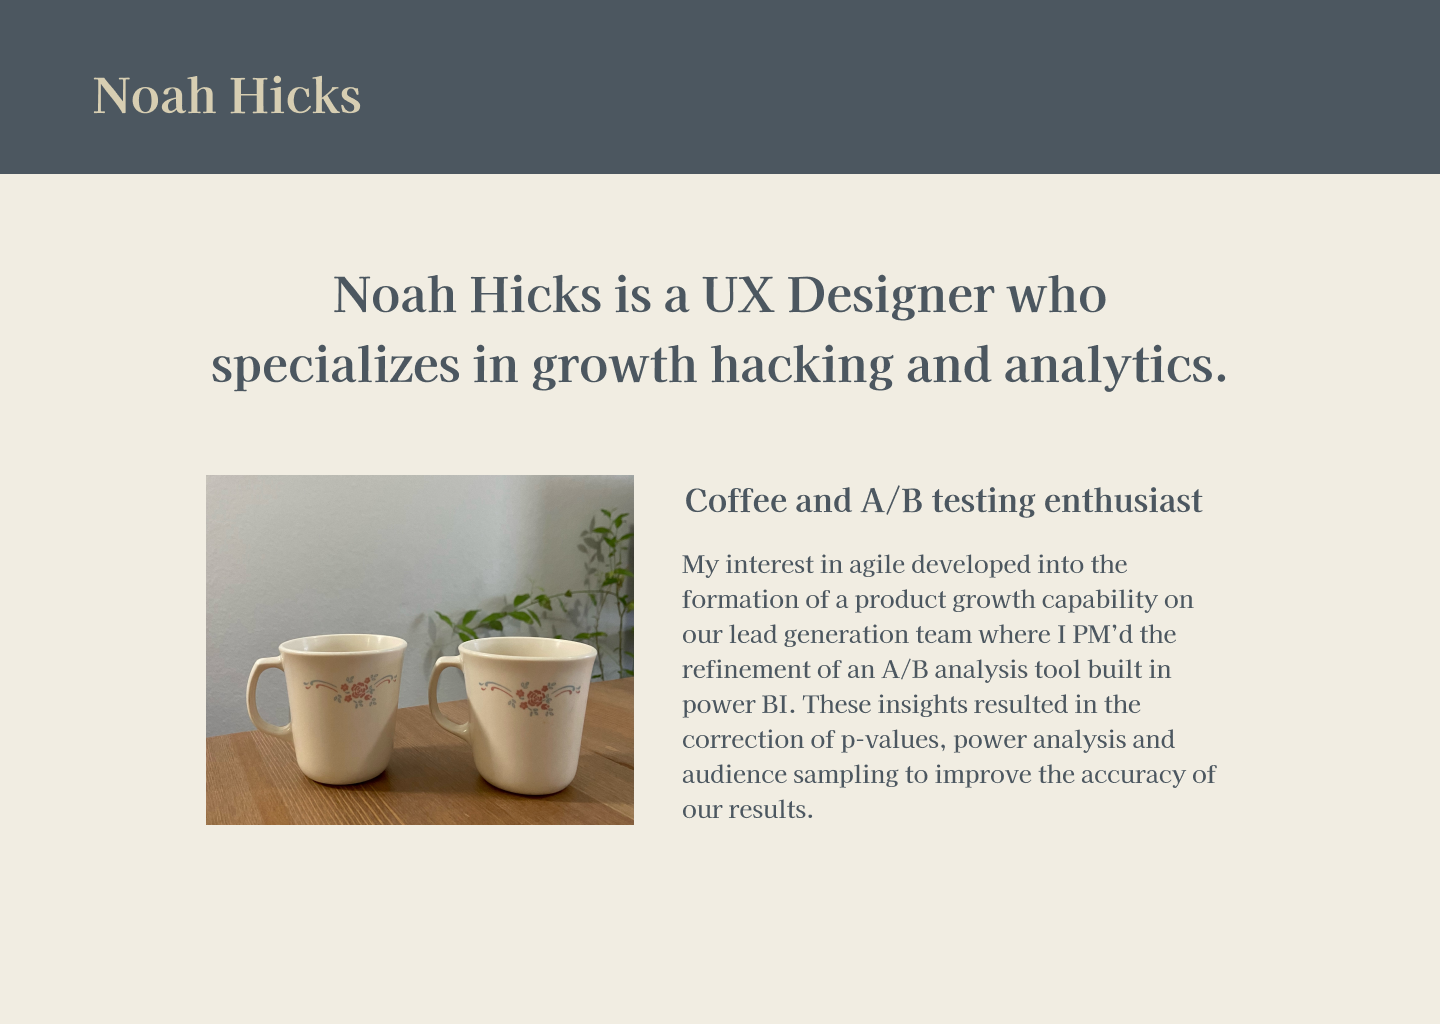 Noah Hicks
Noah Hicks is a UX Designer who
specializes in growth hacking and analytics.
Coffee and A/B testing enthusiast
My interest in agile developed into the
formation of a product growth capability on
our lead generation team where I PM’d the
refinement of an A/B analysis tool built in
power BI. These insights resulted in the
correction of p-values, power analysis and
audience sampling to improve the accuracy of
our results.